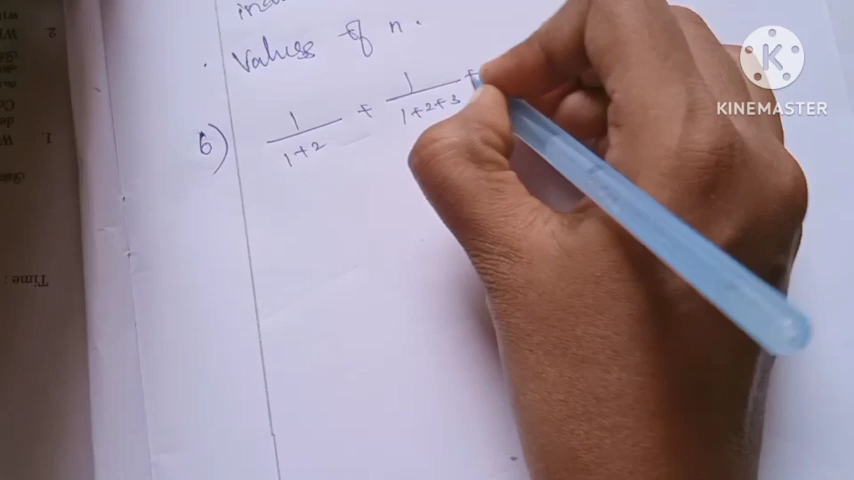 Values of n.
6) 1/1+2 + 1/1+2+3 +
KINEMASTER
Time :